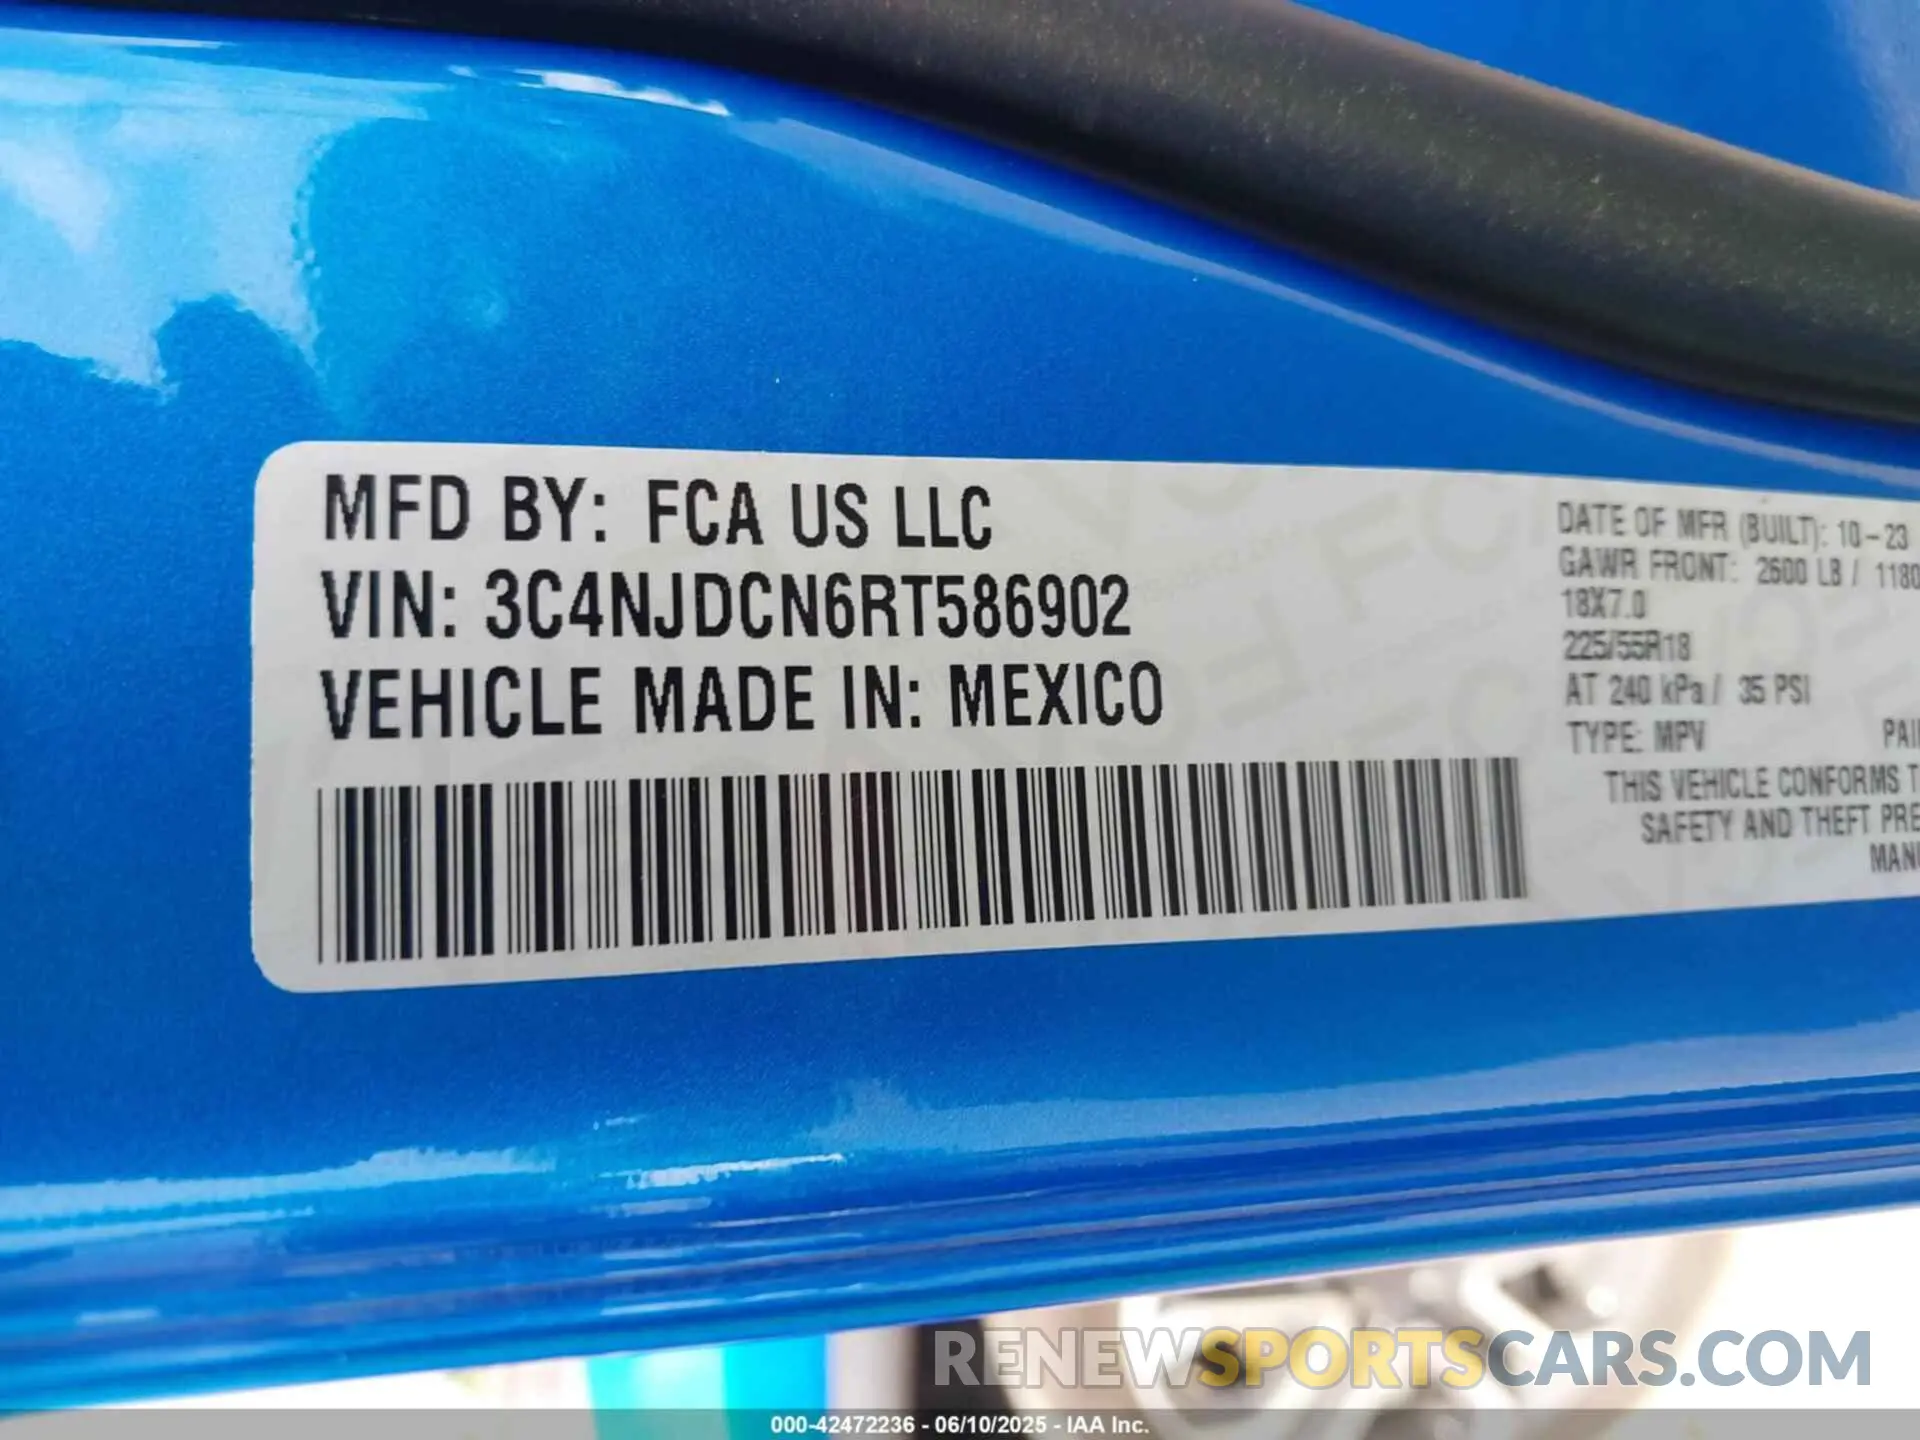 MFD BY: FCA US LLC
VIN: 3C4NJDCN6RT586902
VEHICLE MADE IN: MEXICO
DATE OF MFR (BUILT): 10-23
GAWR FRONT: 2600 LB / 1180
18X7.0
225/55R18
AT 240 kPa / 35 PSI
TYPE: MPV
THIS VEHICLE CONFORMS
SAFETY AND THEFT
RENEWSPORTSCARS.COM
000-42472236 - 06/10/2025 - IAA Inc.